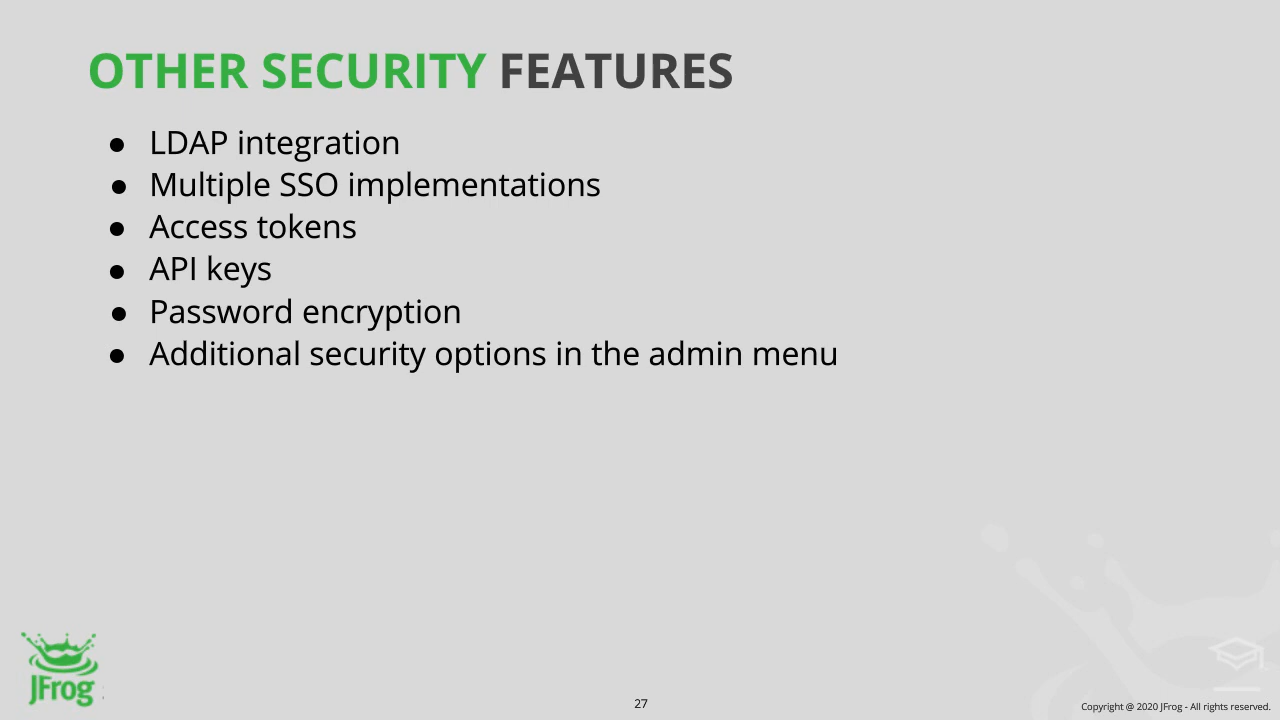 OTHER SECURITY FEATURES
● LDAP integration
● Multiple SSO implementations
● Access tokens
● API keys
● Password encryption
● Additional security options in the admin menu
JFrog
27
Copyright @ 2020 JFrog - All rights reserved.